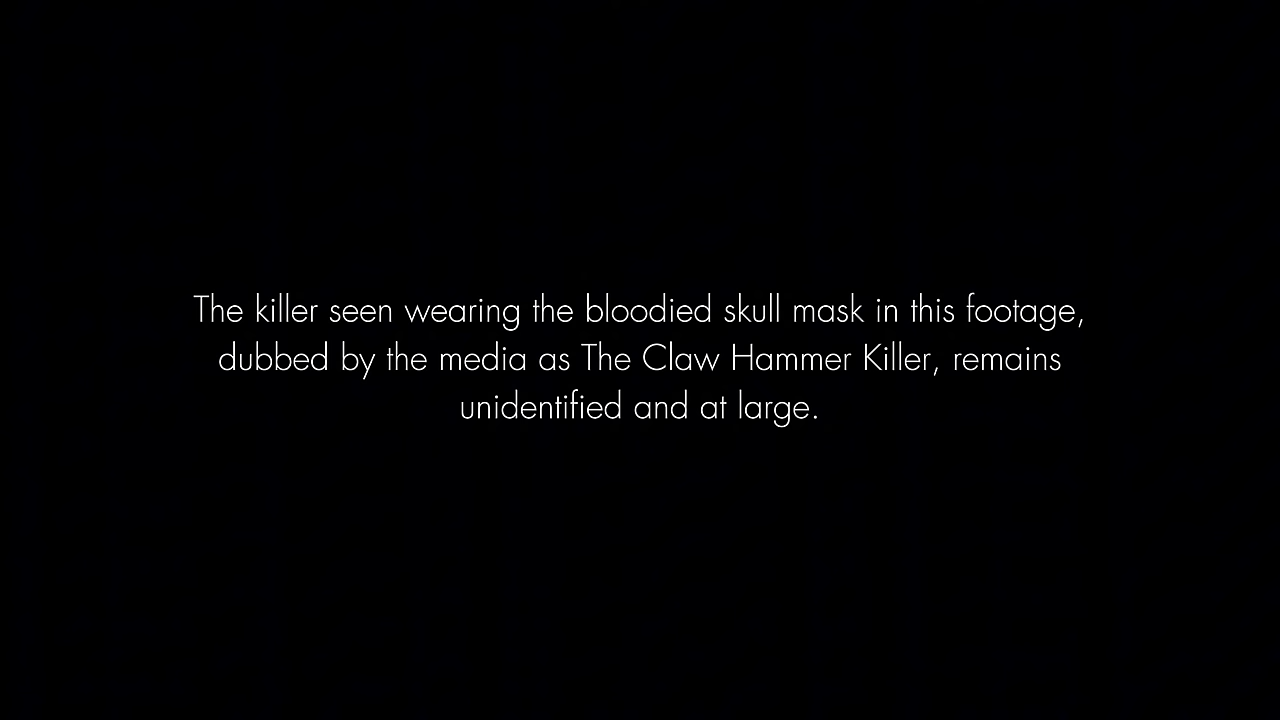 The killer seen wearing the bloodied skull mask in this footage,
dubbed by the media as The Claw Hammer Killer, remains
unidentified and at large.